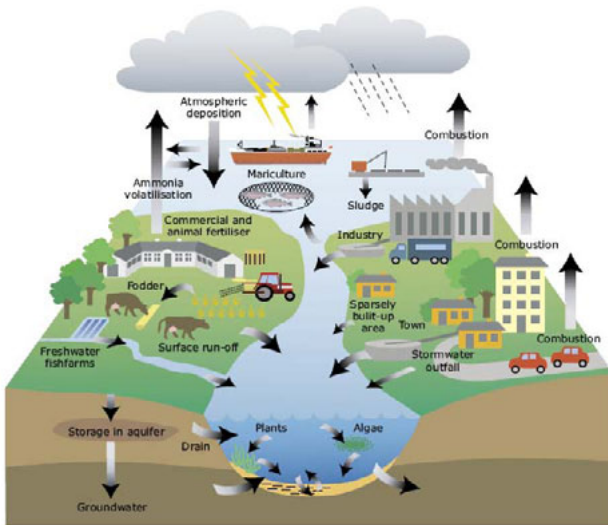 Atmospheric
deposition
Combustion
Mariculture
Ammonia
volatilisation
Sludge
Commercial and
animal fertiliser
Industry
Combustion
Fodder
Sparsely
bulit-up
area
Town
Freshwater
fishfarms
Surface run-off
Stormwater
outfall
Combustion
Storage in aquifer
Drain
Plants
Algae
Groundwater